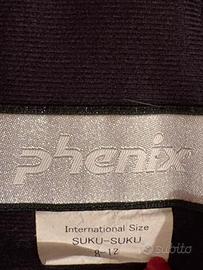 phenix
International Size
SUKU-SUKU
8-12
subito